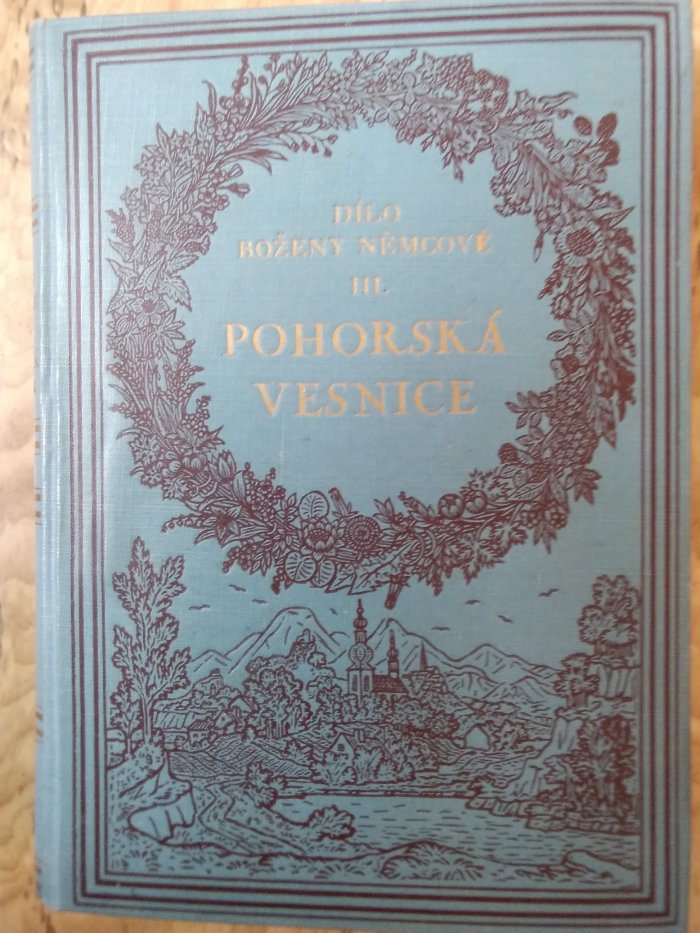 DÍLO
BOŽENY NĚMCOVÉ
III.
POHORSKÁ
VESNICE